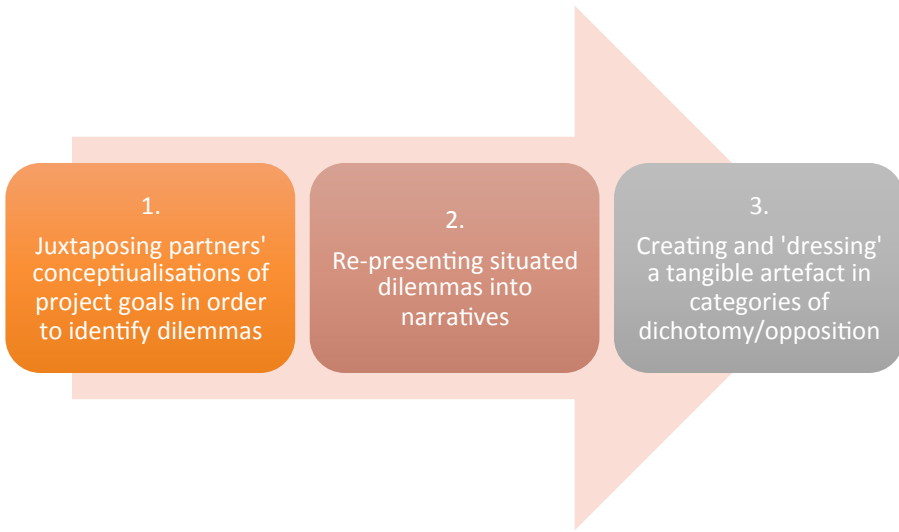 1.
Juxtaposing partners'
conceptiualisations of
project goals in order
to identify dilemmas
2.
Re-presenting situated
dilemmas into
narratives
3.
Creating and 'dressing'
a tangible artefact in
categories of
dichotomy/opposition